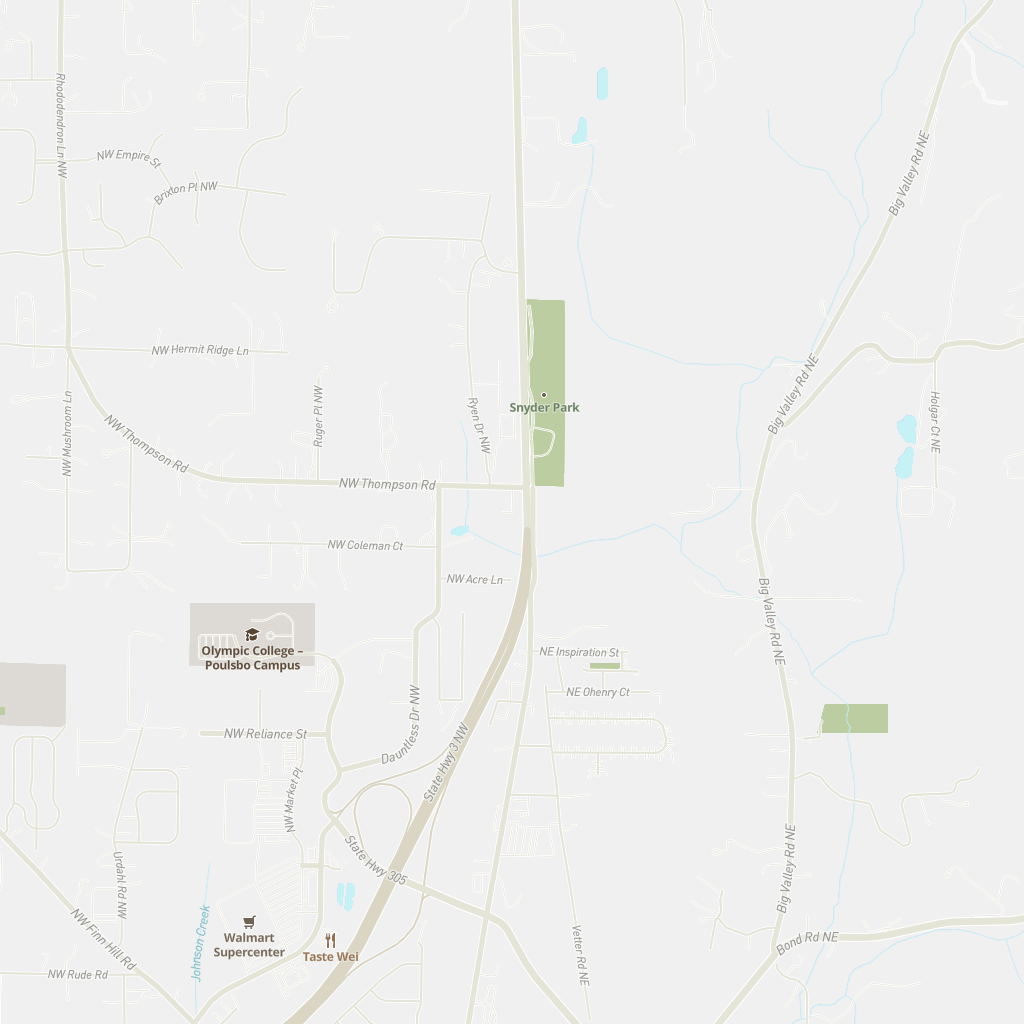 Rhododendron Ln NW
NW Empire St
Brixton Pl NW
Big Valley Rd NE
NW Hermit Ridge Ln
Big Valley Rd NE
NW Mushroom Ln
Ruger Pl NW
Ryen Dr NW
Snyder Park
Holgar Ct NE
NW Thompson Rd
NW Thompson Rd
NW Coleman Ct
NW Acre Ln
Big Valley Rd NE
Olympic College –
Poulsbo Campus
NE Inspiration St
NE Ohenry Ct
NW Reliance St
Dauntless Dr NW
State Hwy 3 NW
NW Market Pl
State Hwy 305
Urdahl Rd NW
Big Valley Rd NE
NW Finn Hill Rd
Johnson Creek
Walmart
Supercenter
Taste Wei
Vetter Rd NE
Bond Rd NE
NW Rude Rd